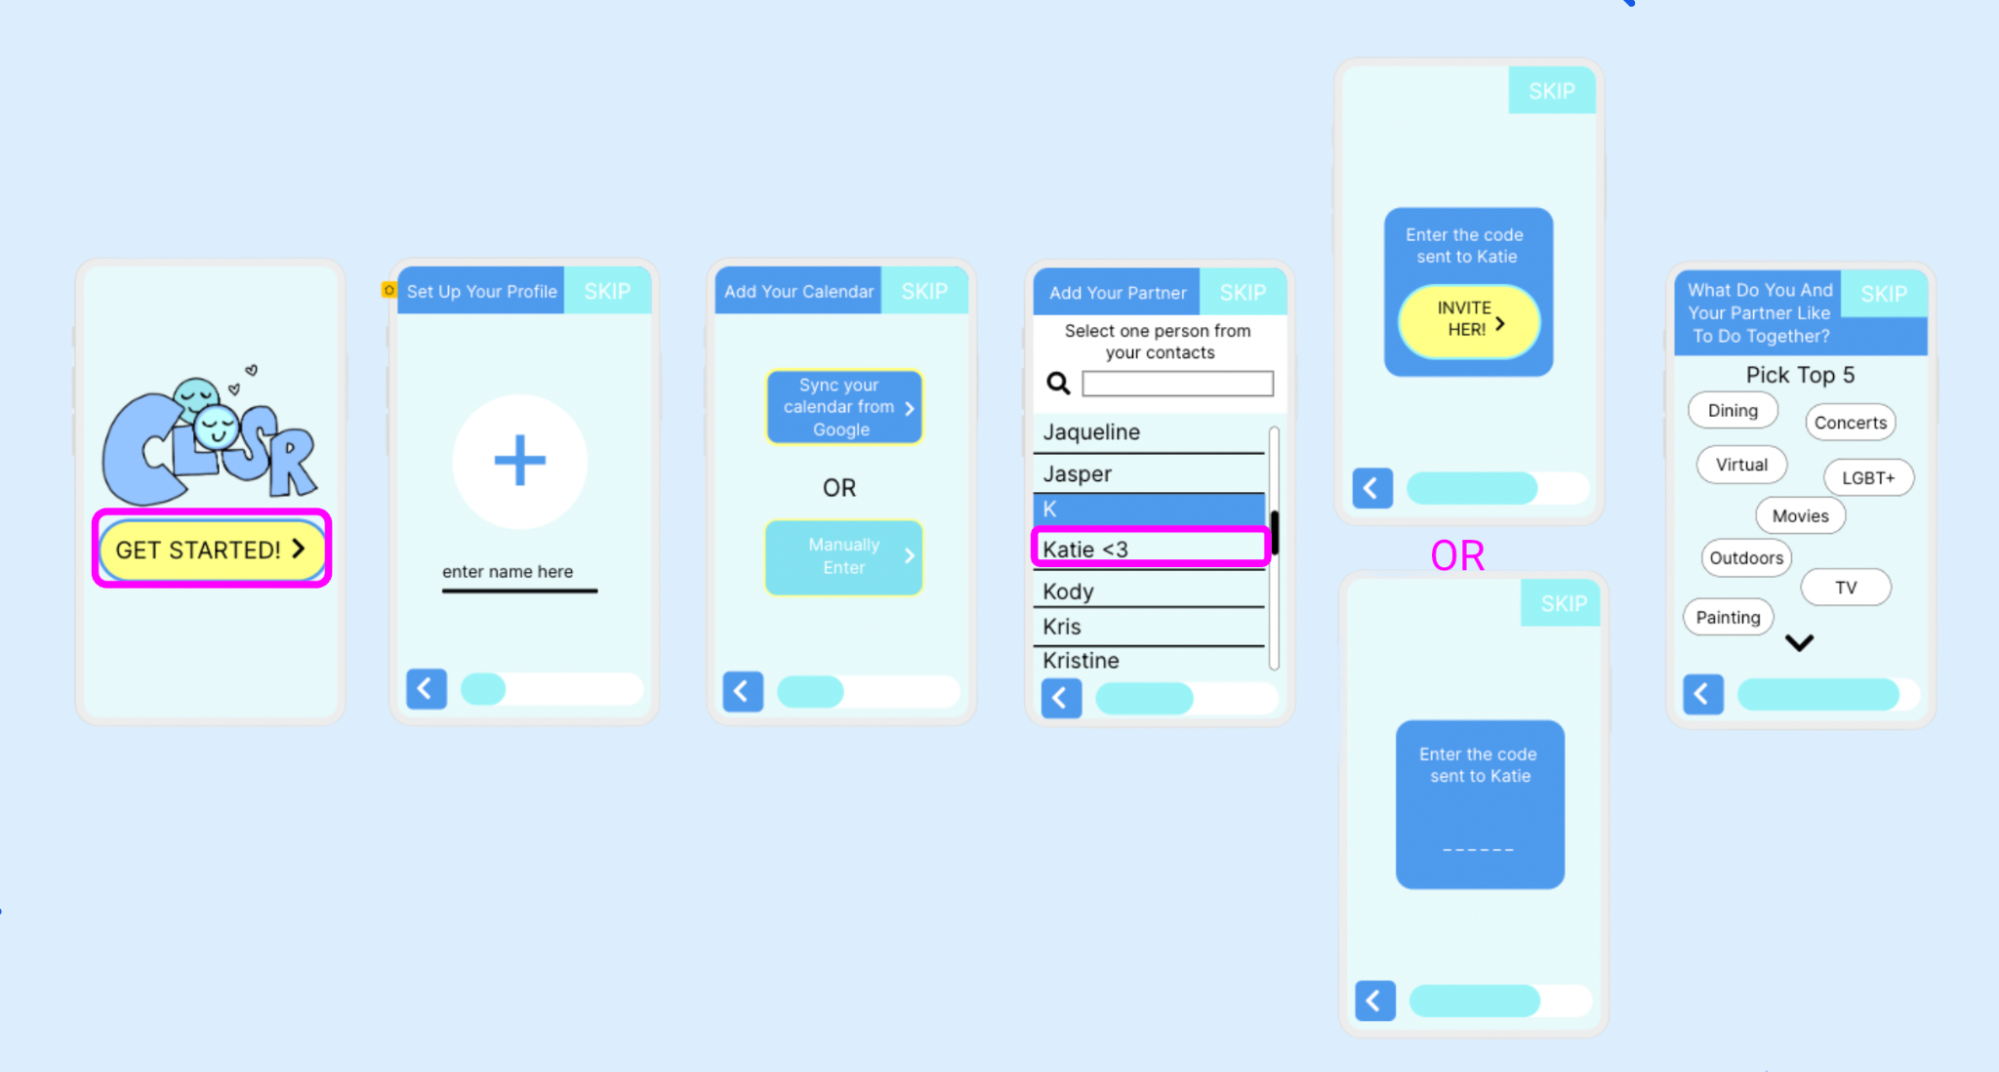 CLOSR
GET STARTED!
Set Up Your Profile
SKIP
enter name here
Add Your Calendar
SKIP
Sync your
calendar from
Google
OR
Manually
Enter
Add Your Partner
SKIP
Select one person from
your contacts
Jaqueline
Jasper
K
Katie <3
Kody
Kris
Kristine
SKIP
Enter the code
sent to Katie
INVITE
HER!
OR
SKIP
Enter the code
sent to Katie
______
What Do You And
Your Partner Like
To Do Together?
SKIP
Pick Top 5
Dining
Concerts
Virtual
LGBT+
Movies
Outdoors
TV
Painting